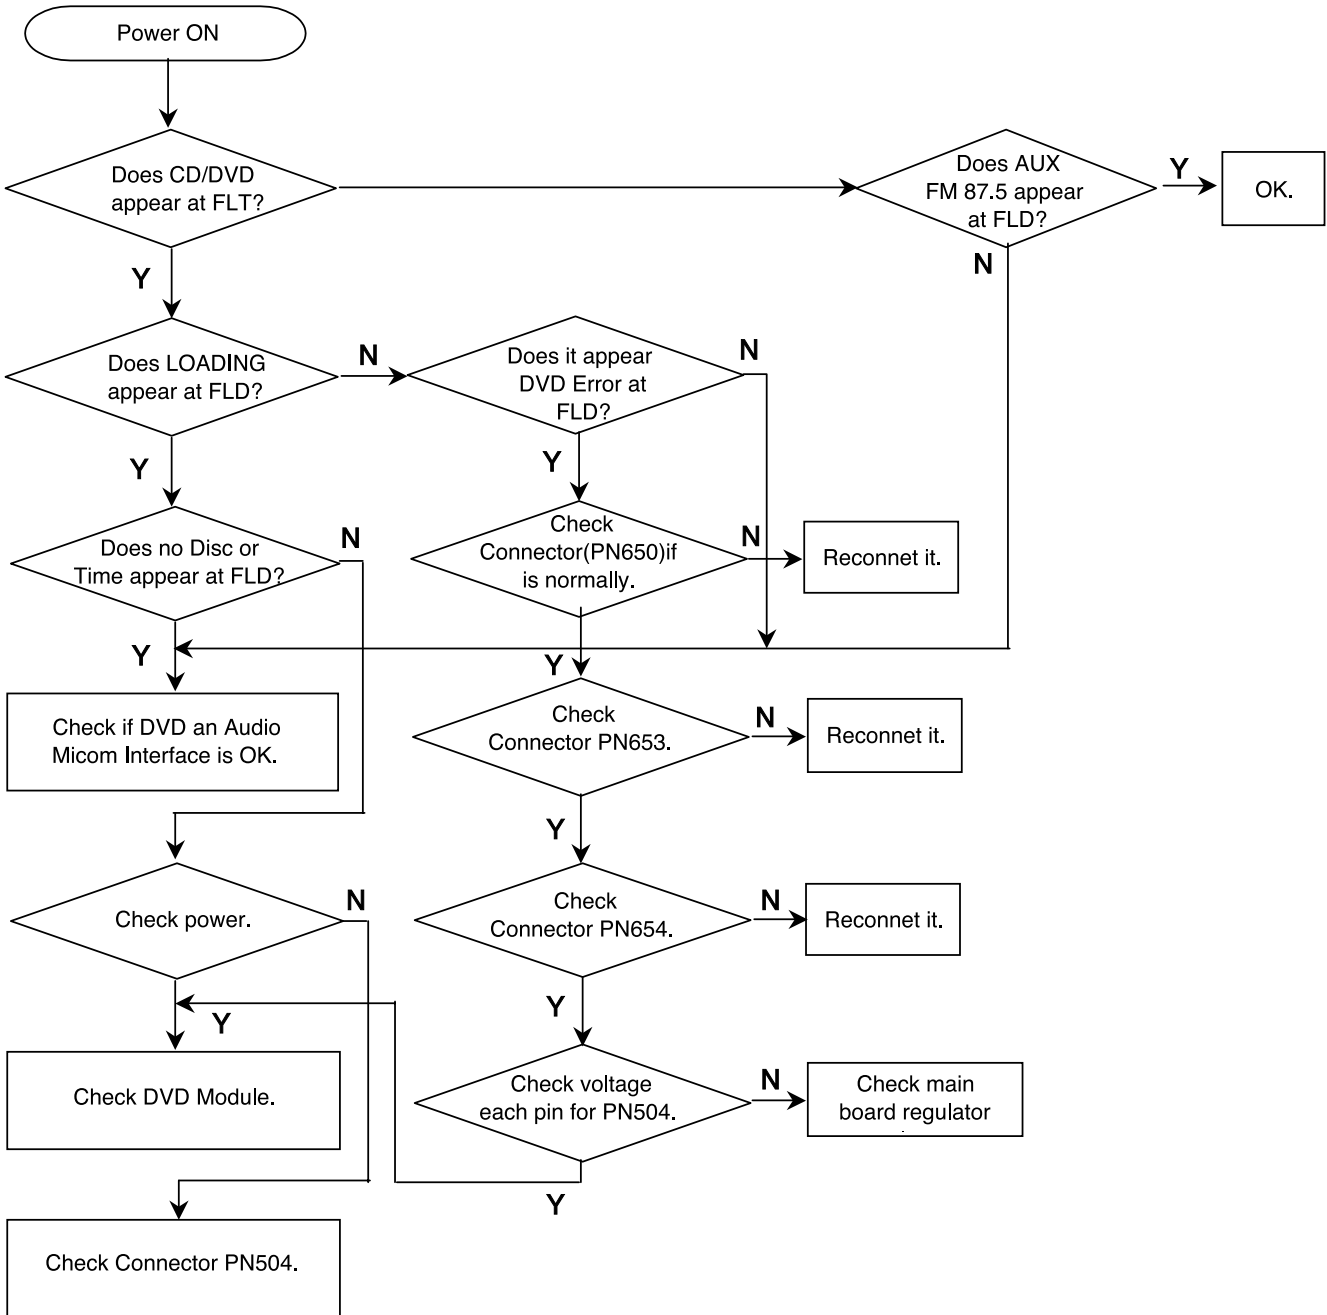 Power ON
Does CD/DVD
appear at FLT?
Does AUX
FM 87.5 appear
at FLD?
Y
OK.
N
Y
Does LOADING
appear at FLD?
N
Does it appear
DVD Error at
FLD?
N
Y
Y
Does no Disc or
Time appear at FLD?
N
Check
Connector(PN650)if
is normally.
N
Reconnet it.
Y
Y
Check if DVD an Audio
Micom Interface is OK.
Check
Connector PN653.
N
Reconnet it.
Y
Check power.
N
Check
Connector PN654.
N
Reconnet it.
Y
Y
Check DVD Module.
Check voltage
each pin for PN504.
N
Check main
board regulator
Y
Check Connector PN504.